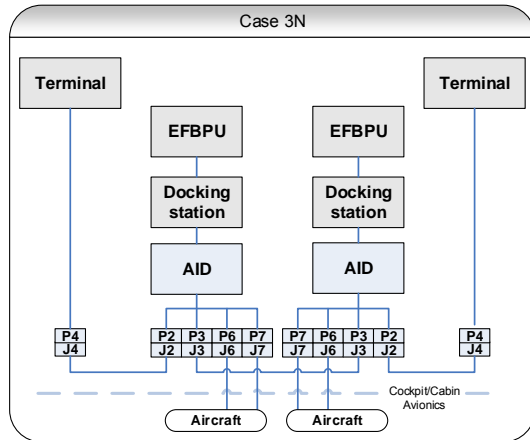 Case 3N
Terminal
Terminal
EFBPU
EFBPU
Docking
station
Docking
station
AID
AID
P4
J4
P2 P3 P6 P7
J2 J3 J6 J7
P7 P6 P3 P2
J7 J6 J3 J2
P4
J4
Cockpit/Cabin
Avionics
Aircraft
Aircraft